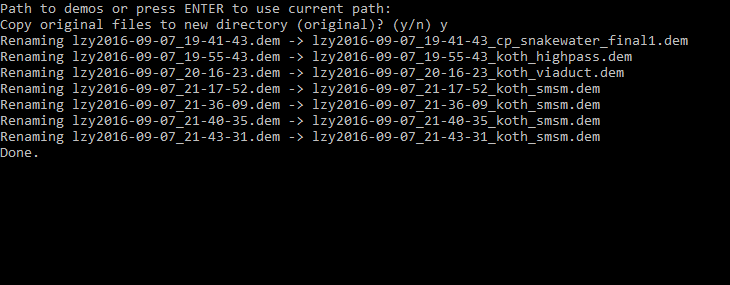 Path to demos or press ENTER to use current path:
Copy original files to new directory (original)? (y/n) y
Renaming lzy2016-09-07_19-41-43.dem -> lzy2016-09-07_19-41-43_cp_snakewater_final1.dem
Renaming lzy2016-09-07_19-55-43.dem -> lzy2016-09-07_19-55-43_koth_highpass.dem
Renaming lzy2016-09-07_20-16-23.dem -> lzy2016-09-07_20-16-23_koth_viaduct.dem
Renaming lzy2016-09-07_21-17-52.dem -> lzy2016-09-07_21-17-52_koth_smsm.dem
Renaming lzy2016-09-07_21-36-09.dem -> lzy2016-09-07_21-36-09_koth_smsm.dem
Renaming lzy2016-09-07_21-40-35.dem -> lzy2016-09-07_21-40-35_koth_smsm.dem
Renaming lzy2016-09-07_21-43-31.dem -> lzy2016-09-07_21-43-31_koth_smsm.dem
Done.